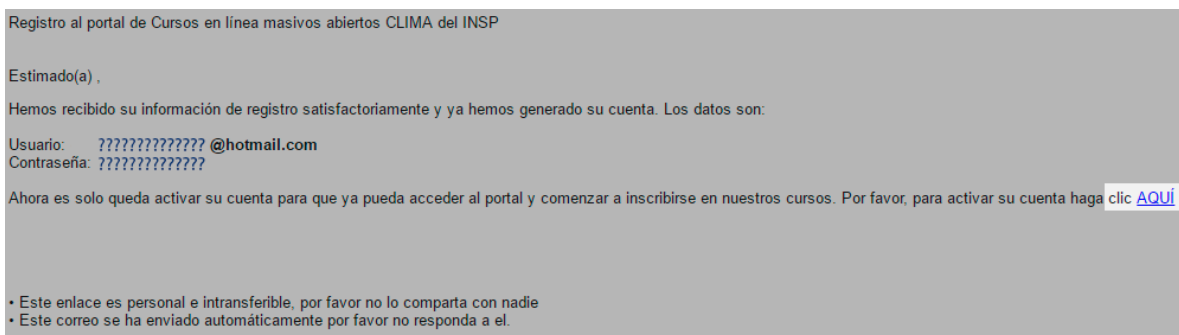 Registro al portal de Cursos en línea masivos abiertos CLIMA del INSP
Estimado(a) ,
Hemos recibido su información de registro satisfactoriamente y ya hemos generado su cuenta. Los datos son:
Usuario: ?????????????? @hotmail.com
Contraseña: ??????????????
Ahora es solo queda activar su cuenta para que ya pueda acceder al portal y comenzar a inscribirse en nuestros cursos. Por favor, para activar su cuenta haga clic AQUÍ
• Este enlace es personal e intransferible, por favor no lo comparta con nadie
• Este correo se ha enviado automáticamente por favor no responda a el.